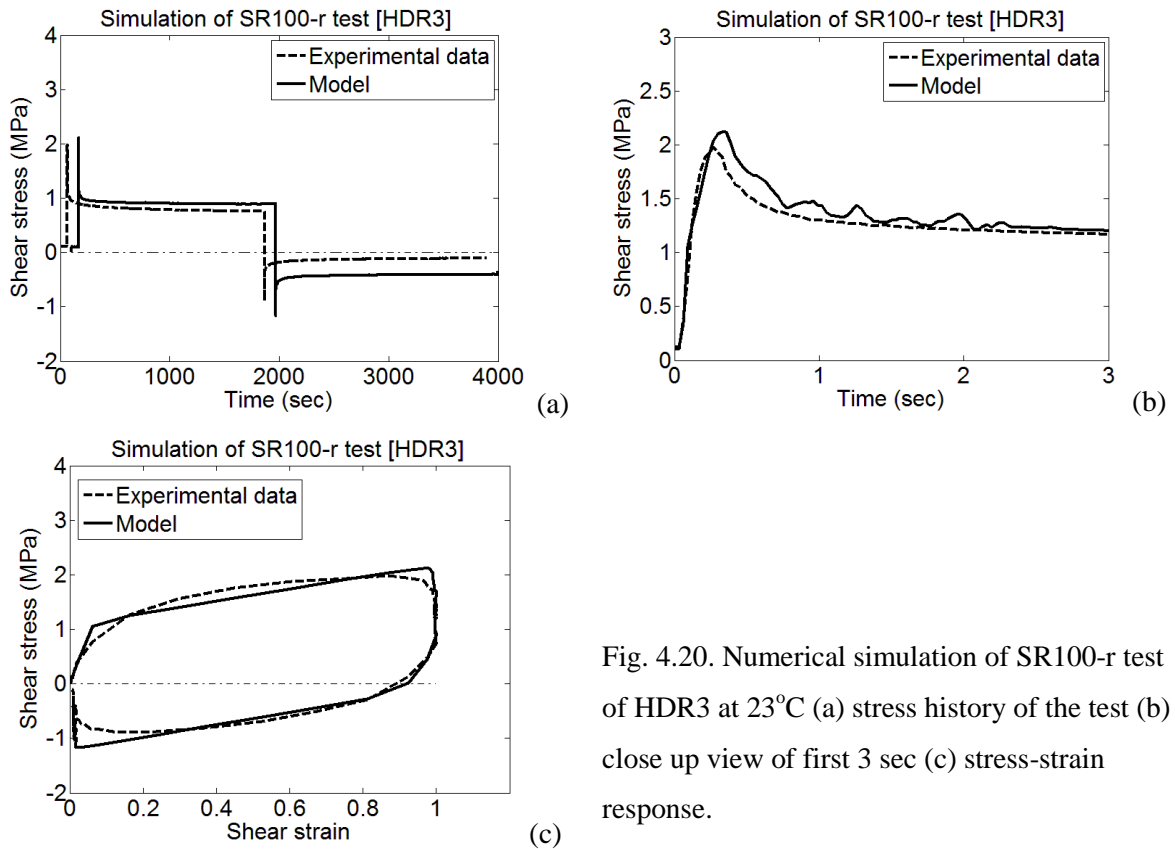 Simulation of SR100-r test [HDR3]
4
3
2
1
0
-1
-2
Shear stress (MPa)
Experimental data
Model
0
1000
2000
3000
4000
Time (sec)
(a)
Simulation of SR100-r test [HDR3]
3
2.5
2
1.5
1
0.5
0
Shear stress (MPa)
Experimental data
Model
0
1
2
3
Time (sec)
(b)
Simulation of SR100-r test [HDR3]
4
3
2
1
0
-1
-2
Shear stress (MPa)
Experimental data
Model
0
0.2
0.4
0.6
0.8
1
Shear strain
(c)
Fig. 4.20. Numerical simulation of SR100-r test
of HDR3 at 23°C (a) stress history of the test (b)
close up view of first 3 sec (c) stress-strain
response.